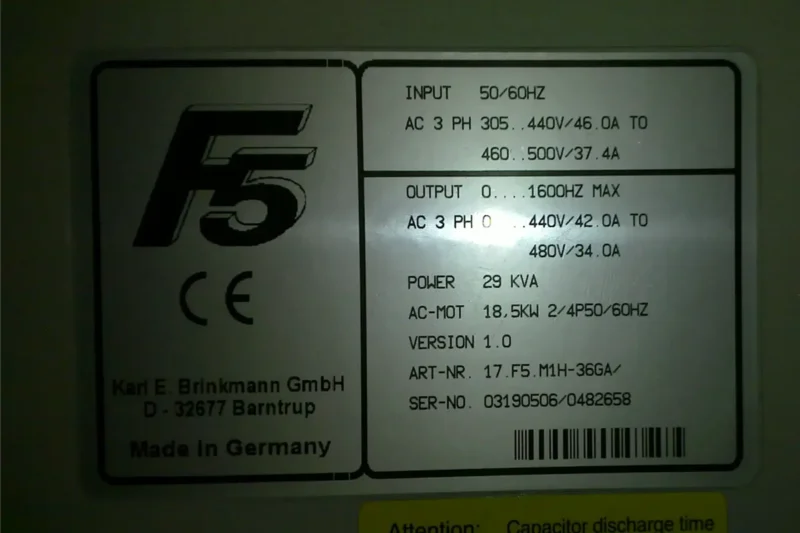 F5
CE
Karl E. Brinkmann GmbH
D - 32677 Barntrup
Made in Germany
INPUT 50/60HZ
AC 3 PH 305..440V/46.0A TO
460..500V/37.4A
OUTPUT 0....1600HZ MAX
AC 3 PH 0 ..440V/42.0A TO
480V/34.0A
POWER 29 KVA
AC-MOT 18,5KW 2/4P50/60HZ
VERSION 1.0
ART-NR. 17.F5.M1H-36GA/
SER-NO. 03190506/0482658
Attention: Capacitor discharge time